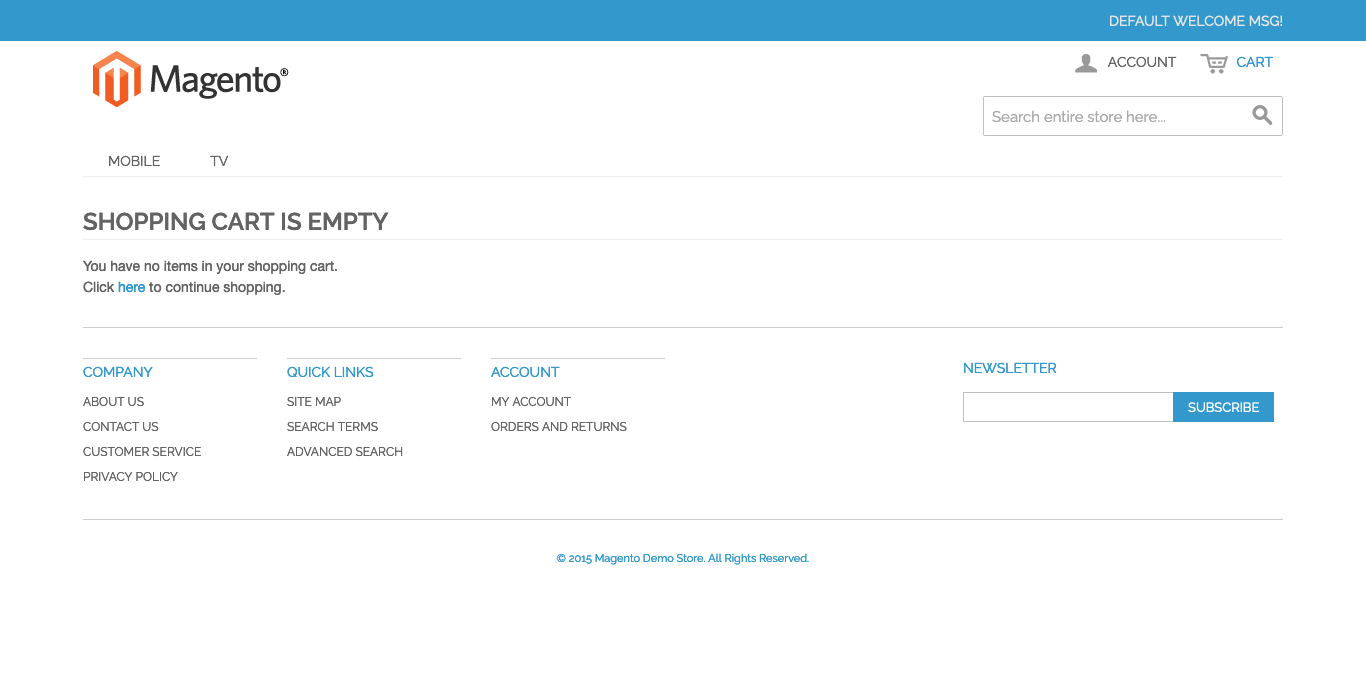 DEFAULT WELCOME MSG!
Magento®
ACCOUNT
CART
Search entire store here...
MOBILE
TV
SHOPPING CART IS EMPTY
You have no items in your shopping cart.
Click here to continue shopping.
COMPANY
ABOUT US
CONTACT US
CUSTOMER SERVICE
PRIVACY POLICY
QUICK LINKS
SITE MAP
SEARCH TERMS
ADVANCED SEARCH
ACCOUNT
MY ACCOUNT
ORDERS AND RETURNS
NEWSLETTER
SUBSCRIBE
© 2015 Magento Demo Store. All Rights Reserved.